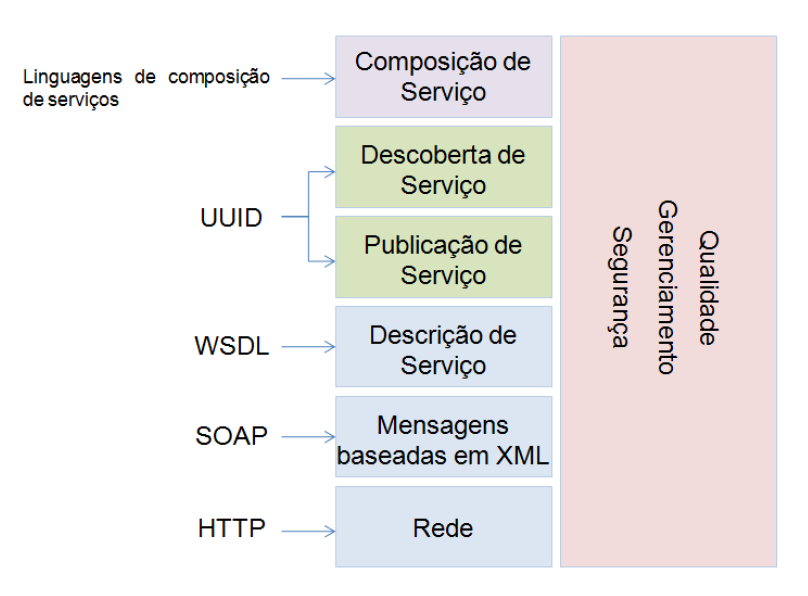 Linguagens de composição
de serviços
Composição de
Serviço
Descoberta de
Serviço
UUID
Publicação de
Serviço
WSDL
Descrição de
Serviço
SOAP
Mensagens
baseadas em XML
HTTP
Rede
Qualidade
Gerenciamento
Segurança